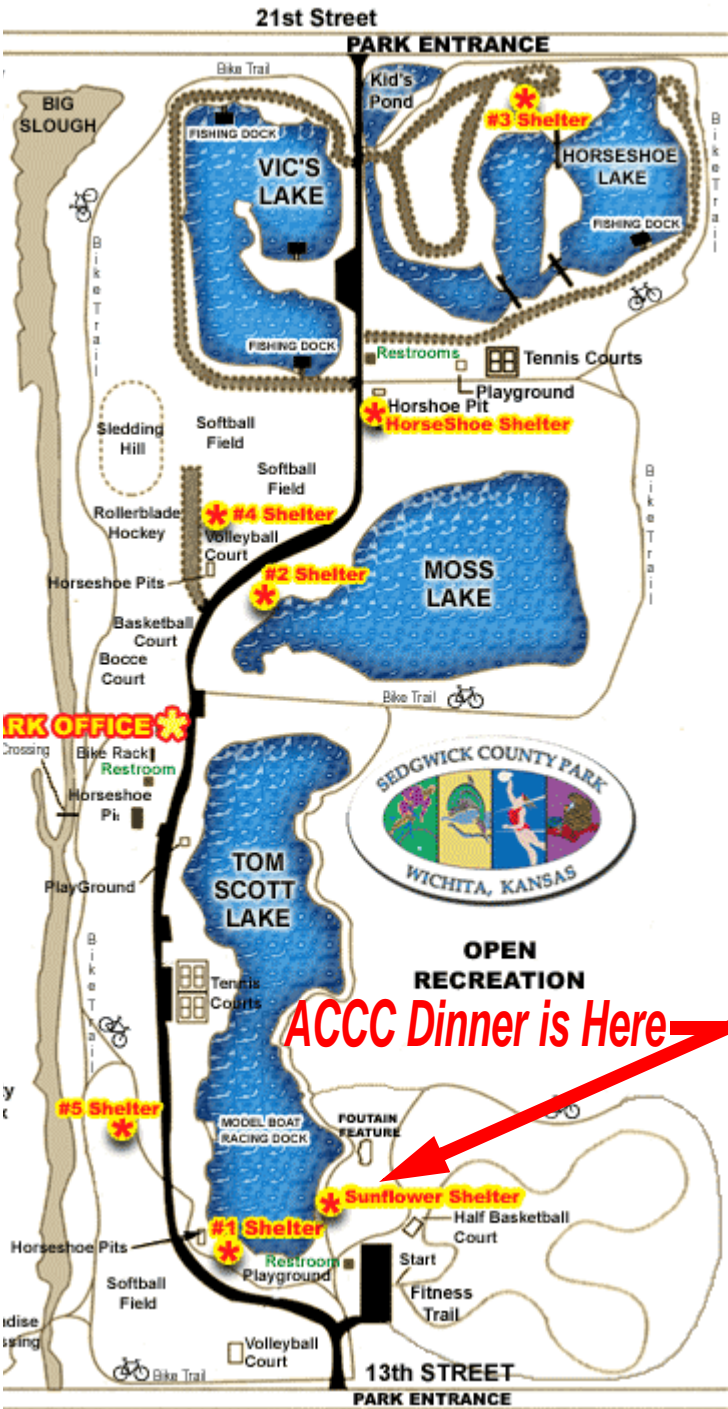 21st Street
PARK ENTRANCE
Bike Trail
Kid's
Pond
BIG
SLOUGH
#3 Shelter
FISHING DOCK
VIC'S
LAKE
HORSESHOE
LAKE
Bike Trail
FISHING DOCK
Bike Trail
FISHING DOCK
Restrooms
Tennis Courts
Playground
Horshoe Pit
HorseShoe Shelter
Sledding
Hill
Softball
Field
Softball
Field
Bike Trail
Rollerblade
Hockey
#4 Shelter
Volleyball
Court
Horseshoe Pits
#2 Shelter
MOSS
LAKE
Basketball
Court
Bocce
Court
Bike Trail
RK OFFICE
Crossing
Bike Rack
Restroom
Horseshoe
Pi:
SEDGWICK COUNTY PARK
WICHITA, KANSAS
PlayGround
TOM
SCOTT
LAKE
Bike Trail
OPEN
RECREATION
Tennis
Courts
ACCC Dinner is Here
ty
x
#5 Shelter
MODEL BOAT
RACING DOCK
FOUTAIN
FEATURE
Sunflower Shelter
Half Basketball
Court
#1 Shelter
Horseshoe Pits
Restroom
Playground
Start
Fitness
Trail
Softball
Field
adise
ssing
Volleyball
Court
Bike Trail
13th STREET
PARK ENTRANCE